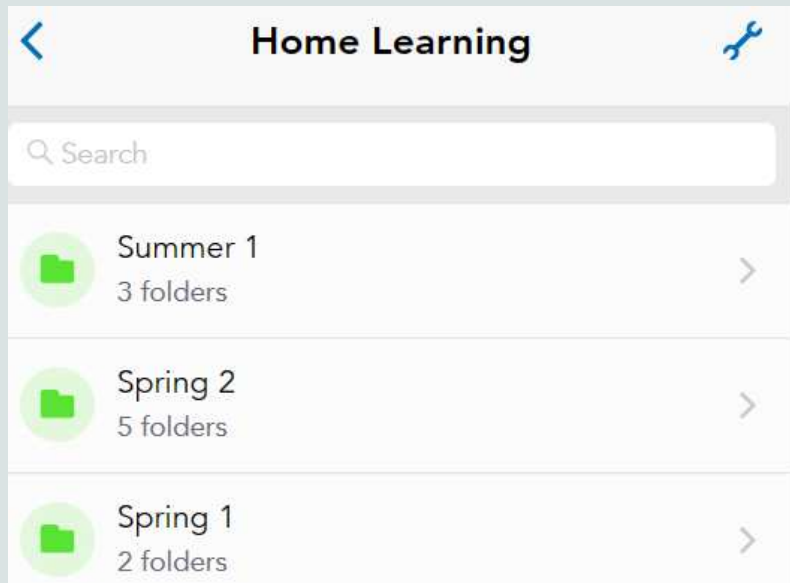 Home Learning
Search
Summer 1
3 folders
Spring 2
5 folders
Spring 1
2 folders